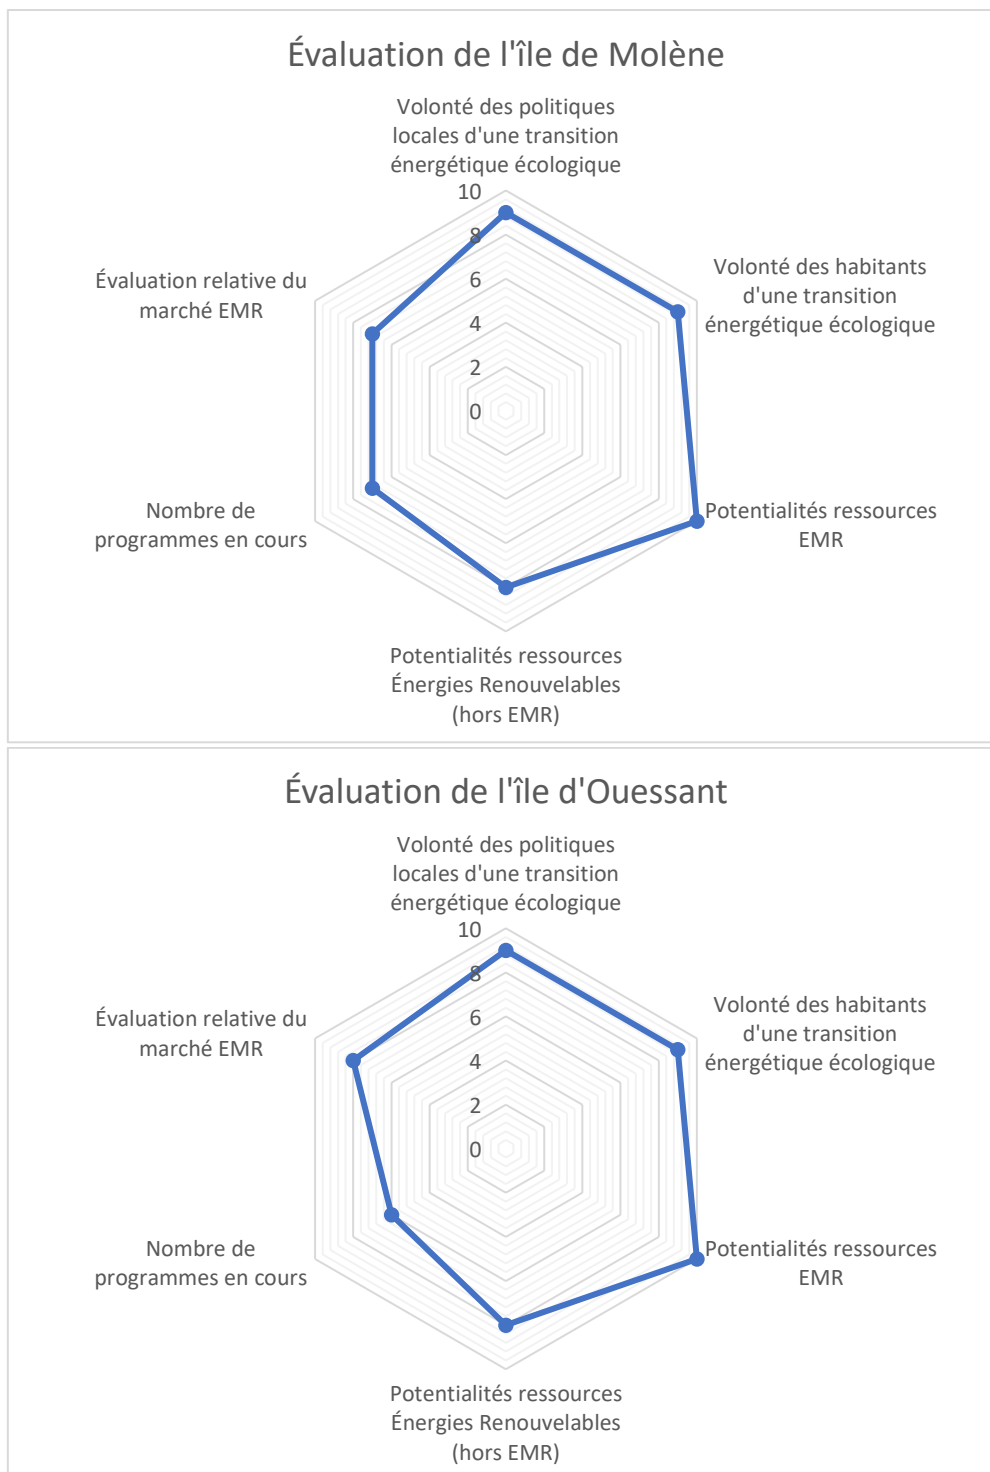 Évaluation de l'île de Molène
Volonté des politiques
locales d'une transition
énergétique écologique
10
8
6
4
2
0
Volonté des habitants
d'une transition
énergétique écologique
Potentialités ressources
EMR
Potentialités ressources
Énergies Renouvelables
(hors EMR)
Nombre de
programmes en cours
Évaluation relative du
marché EMR
Évaluation de l'île d'Ouessant
Volonté des politiques
locales d'une transition
énergétique écologique
10
8
6
4
2
0
Volonté des habitants
d'une transition
énergétique écologique
Potentialités ressources
EMR
Potentialités ressources
Énergies Renouvelables
(hors EMR)
Nombre de
programmes en cours
Évaluation relative du
marché EMR